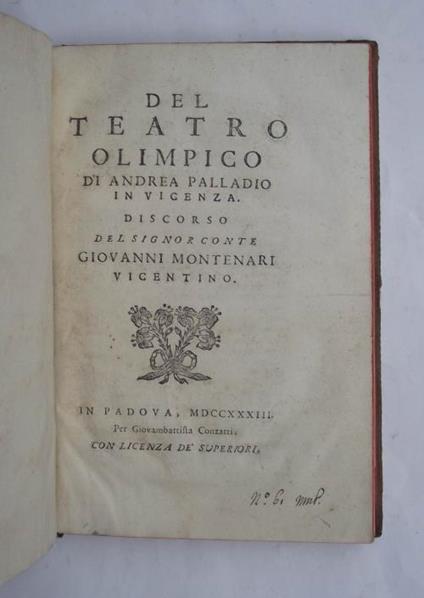 DEL
TEATRO
OLIMPICO
DI ANDREA PALLADIO
IN VICENZA.
DISCORSO
DEL SIGNOR CONTE
GIOVANNI MONTENARI
VICENTINO.
IN PADOVA, MDCCXXXIII.
Per Giovambattista Conzatti.
CON LICENZA DE' SUPERIORI.
N.º 6.